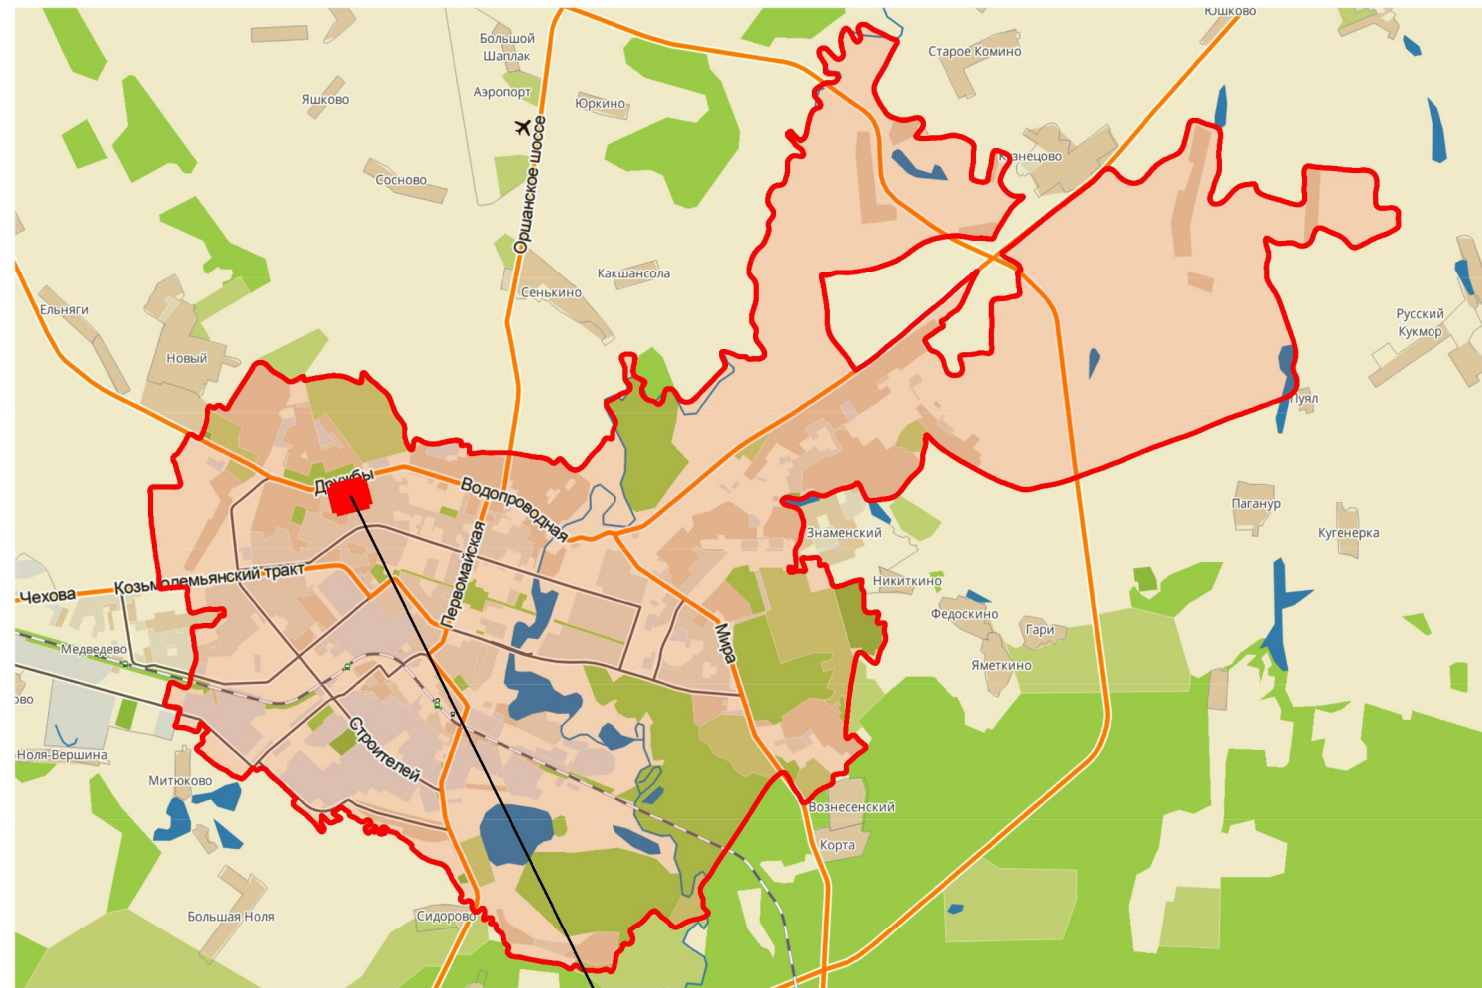 Юшково
Большой
Шаплак
Старое Комино
Аэропорт
Яшково
Юркино
Оршанское шоссе
Сосново
Какшансола
Сенькино
Ельняги
Русский
Кукмор
Новый
Дружбы
Водопроводная
Паганур
Знаменский
Кугенерка
Первомайская
Козьмодемьянский тракт
Чехова
Никиткино
Федоскино
Гари
Мира
Медведево
Яметкино
ово
Ноля-Вершина
Строителей
Митюково
Вознесенский
Корта
Большая Ноля
Сидорово